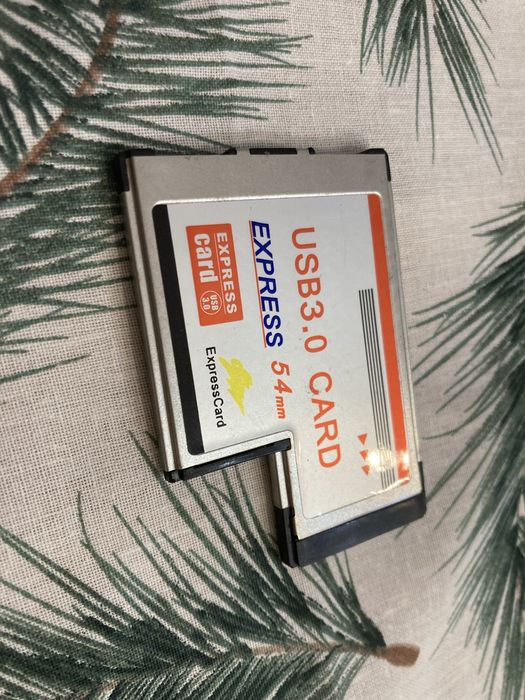 USB3.0 CARD
EXPRESS 54mm
EXPRESS
card
USB
3.0
ExpressCard